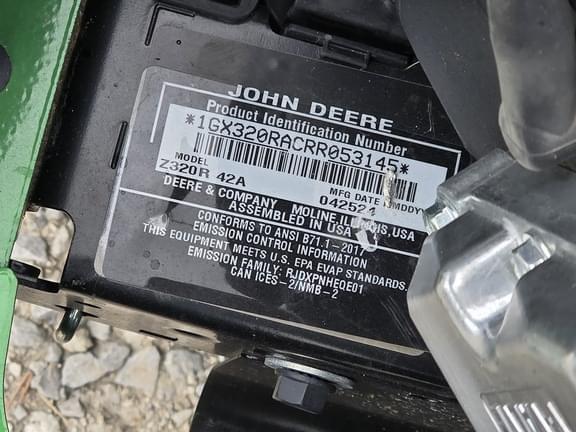 JOHN DEERE
Product Identification Number
*1GX320RACRR053145*
MODEL MFG DATE
Z320R 42A 042524
DEERE & COMPANY MOLINE, ILLINOIS, USA
ASSEMBLED IN USA
CONFORMS TO ANSI B71.1-2017
EMISSION CONTROL INFORMATION
THIS EQUIPMENT MEETS U.S. EPA EVAP STANDARDS.
EMISSION FAMILY: RJDXPNHEQE01
CAN ICES-2/NMB-2